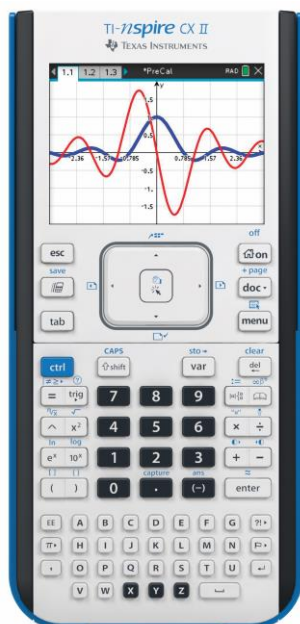 TI-nspire CX II
TEXAS INSTRUMENTS
1.1 1.2 1.3 *PreCal RAD
y
1.5
0.5
-2.36 -1.57 -0.785 0.785 1.57 2.36 x
-0.5
-1.5
off
esc on
save + page
doc
tab menu
CAPS sto→ clear
ctrl shift var del
= trig 7 8 9
^ x² 4 5 6 × ÷
ln log
eˣ 10ˣ 1 2 3 + −
capture ans
( ) 0 . (−) enter
EE A B C D E F G ?!
π H I J K L M N
, O P Q R S T U
V W X Y Z